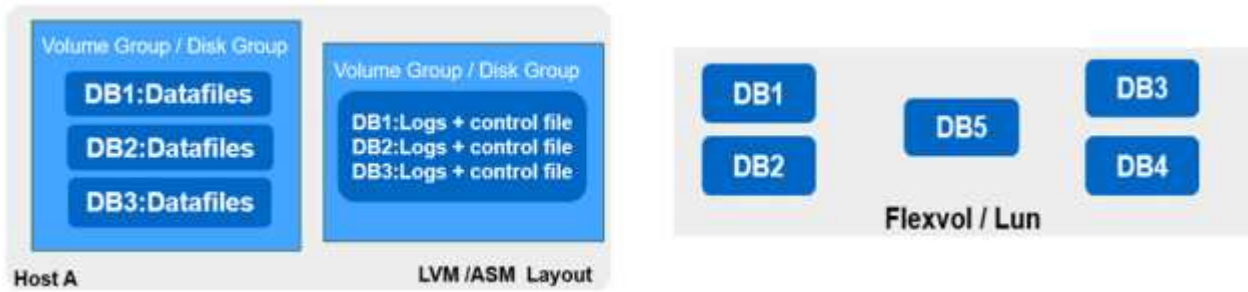 Volume Group / Disk Group
DB1:Datafiles
DB2:Datafiles
DB3:Datafiles
Volume Group / Disk Group
DB1:Logs + control file
DB2:Logs + control file
DB3:Logs + control file
Host A
LVM /ASM Layout
DB1
DB2
DB5
DB3
DB4
Flexvol / Lun